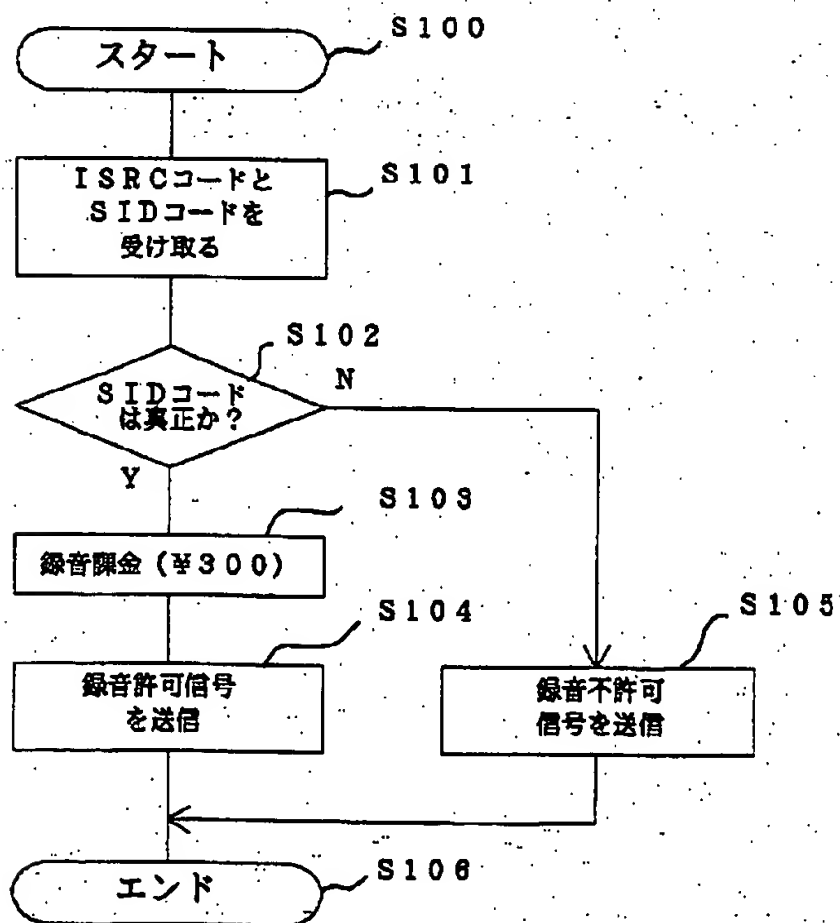 S100
スタート
S101
ISRCコードと
SIDコードを
受け取る
S102
SIDコード
は真正か?
N
Y
S103
録音課金(¥300)
S104
録音許可信号
を送信
S105
録音不許可
信号を送信
エンド
S106